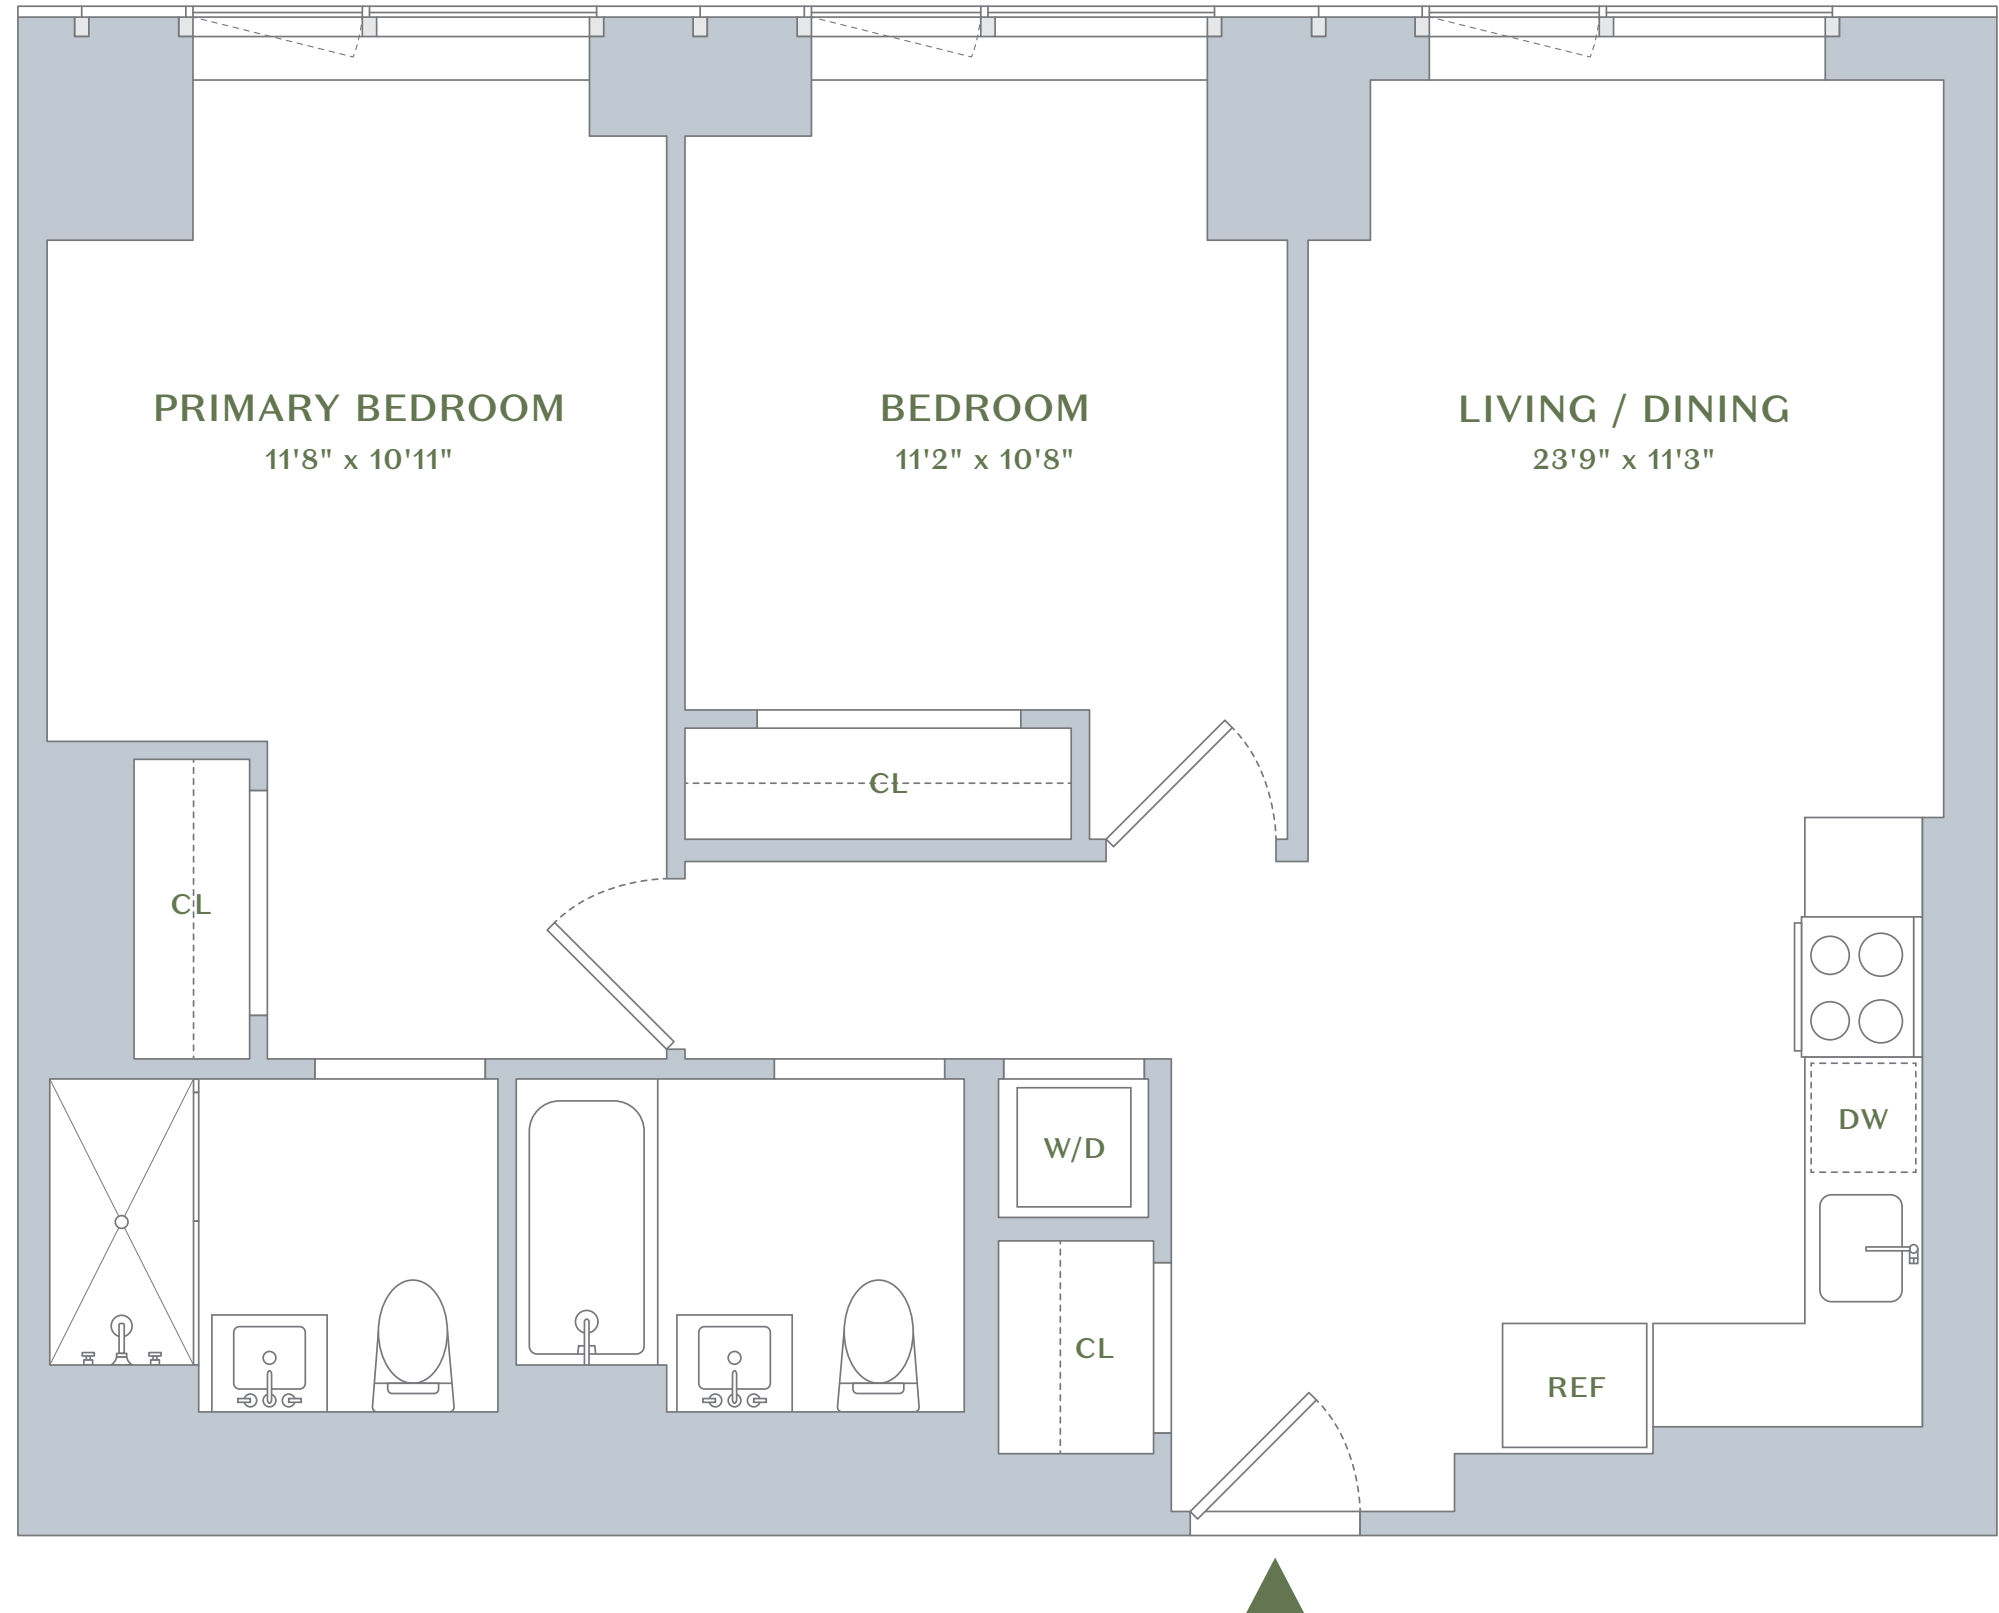 PRIMARY BEDROOM
11'8" x 10'11"
BEDROOM
11'2" x 10'8"
LIVING / DINING
23'9" x 11'3"
CL
CL
DW
W/D
CL
REF